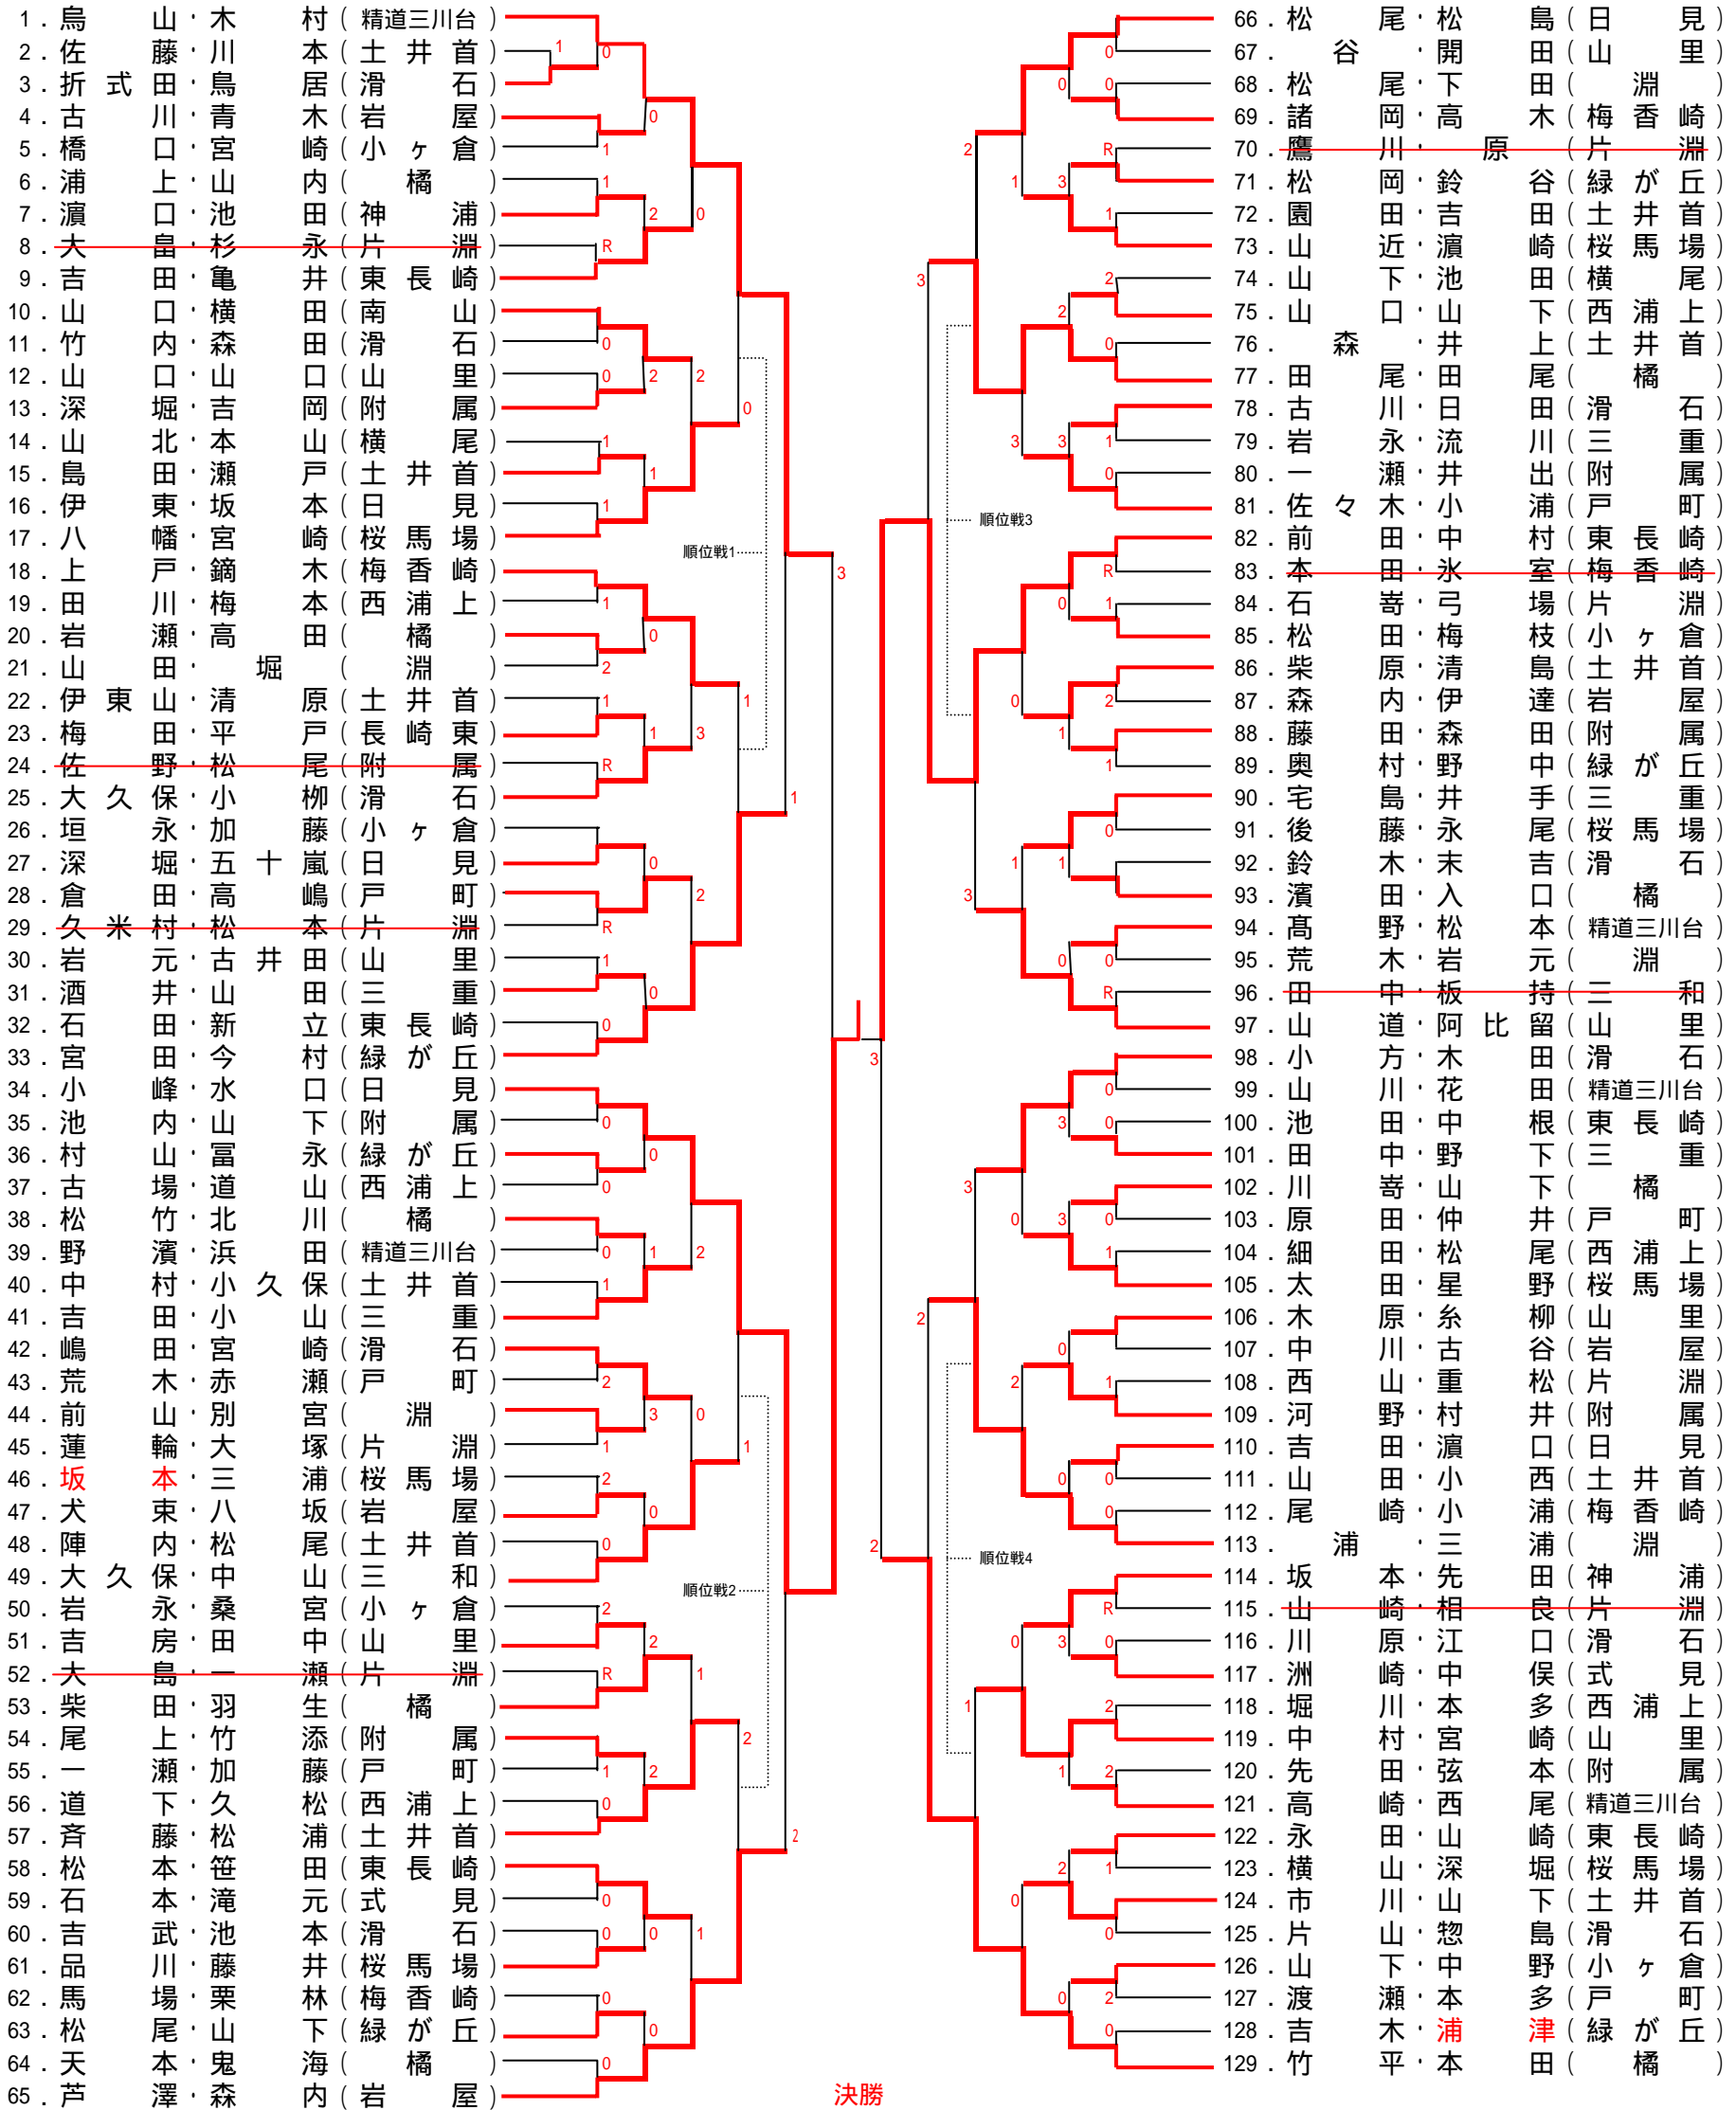 1．鳥山・木村（精道三川台）
2．佐藤・川本（土井首）
3．折式田・鳥居（滑石）
4．古川・青木（岩屋）
5．橋口・宮崎（小ヶ倉）
6．浦上・山内（橘）
7．濵口・池田（神浦）
8．大畠・杉永（片淵）
9．吉田・亀井（東長崎）
10．山口・横田（南山）
11．竹内・森田（滑石）
12．山口・山口（山里）
13．深堀・吉岡（附属）
14．山北・本山（横尾）
15．島田・瀬戸（土井首）
16．伊東・坂本（日見）
17．八幡・宮崎（桜馬場）
18．上戸・鏑木（梅香崎）
19．田川・梅本（西浦上）
20．岩瀬・高田（橘）
21．山田・堀（淵）
22．伊東山・清原（土井首）
23．梅田・平戸（長崎東）
24．佐野・松尾（附属）
25．大久保・小栁（滑石）
26．垣永・加藤（小ヶ倉）
27．深堀・五十嵐（日見）
28．倉田・高嶋（戸町）
29．久米村・松本（片淵）
30．岩元・古井田（山里）
31．酒井・山田（三重）
32．石田・新立（東長崎）
33．宮田・今村（緑が丘）
34．小峰・水口（日見）
35．池内・山下（附属）
36．村山・冨永（緑が丘）
37．古場・道山（西浦上）
38．松竹・北川（橘）
39．野濱・浜田（精道三川台）
40．中村・小久保（土井首）
41．吉田・小山（三重）
42．嶋田・宮崎（滑石）
43．荒木・赤瀬（戸町）
44．前山・別宮（淵）
45．蓮輪・大塚（片淵）
46．坂本・三浦（桜馬場）
47．犬束・八坂（岩屋）
48．陣内・松尾（土井首）
49．大久保・中山（三和）
50．岩永・桑宮（小ヶ倉）
51．吉房・田中（山里）
52．大島・一瀬（片淵）
53．柴田・羽生（橘）
54．尾上・竹添（附属）
55．一瀬・加藤（戸町）
56．道下・久松（西浦上）
57．斉藤・松浦（土井首）
58．松本・笹田（東長崎）
59．石本・滝元（式見）
60．吉武・池本（滑石）
61．品川・藤井（桜馬場）
62．馬場・栗林（梅香崎）
63．松尾・山下（緑が丘）
64．天本・鬼海（橘）
65．芦澤・森内（岩屋）
順位戦1
順位戦2
順位戦3
順位戦4
決勝
66．松尾・松島（日見）
67．谷・開田（山里）
68．松尾・下田（淵）
69．諸岡・高木（梅香崎）
70．鷹川・原（片淵）
71．松岡・鈴谷（緑が丘）
72．園田・吉田（土井首）
73．山近・濵崎（桜馬場）
74．山下・池田（横尾）
75．山口・山下（西浦上）
76．森・井上（土井首）
77．田尾・田尾（橘）
78．古川・日田（滑石）
79．岩永・流川（三重）
80．一瀬・井出（附属）
81．佐々木・小浦（戸町）
82．前田・中村（東長崎）
83．本田・氷室（梅香崎）
84．石嵜・弓場（片淵）
85．松田・梅枝（小ヶ倉）
86．柴原・清島（土井首）
87．森内・伊達（岩屋）
88．藤田・森田（附属）
89．奥村・野中（緑が丘）
90．宅島・井手（三重）
91．後藤・永尾（桜馬場）
92．鈴木・末吉（滑石）
93．濱田・入口（橘）
94．髙野・松本（精道三川台）
95．荒木・岩元（淵）
96．田中・板持（三和）
97．山道・阿比留（山里）
98．小方・木田（滑石）
99．山川・花田（精道三川台）
100．池田・中根（東長崎）
101．田中・野下（三重）
102．川嵜・山下（橘）
103．原田・仲井（戸町）
104．細田・松尾（西浦上）
105．太田・星野（桜馬場）
106．木原・糸柳（山里）
107．中川・古谷（岩屋）
108．西山・重松（片淵）
109．河野・村井（附属）
110．吉田・濵口（日見）
111．山田・小西（土井首）
112．尾崎・小浦（梅香崎）
113．浦・三浦（淵）
114．坂本・先田（神浦）
115．山崎・相良（片淵）
116．川原・江口（滑石）
117．洲崎・中俣（式見）
118．堀川・本多（西浦上）
119．中村・宮崎（山里）
120．先田・弦本（附属）
121．高崎・西尾（精道三川台）
122．永田・山崎（東長崎）
123．横山・深堀（桜馬場）
124．市川・山下（土井首）
125．片山・惣島（滑石）
126．山下・中野（小ヶ倉）
127．渡瀬・本多（戸町）
128．吉木・浦津（緑が丘）
129．竹平・本田（橘）